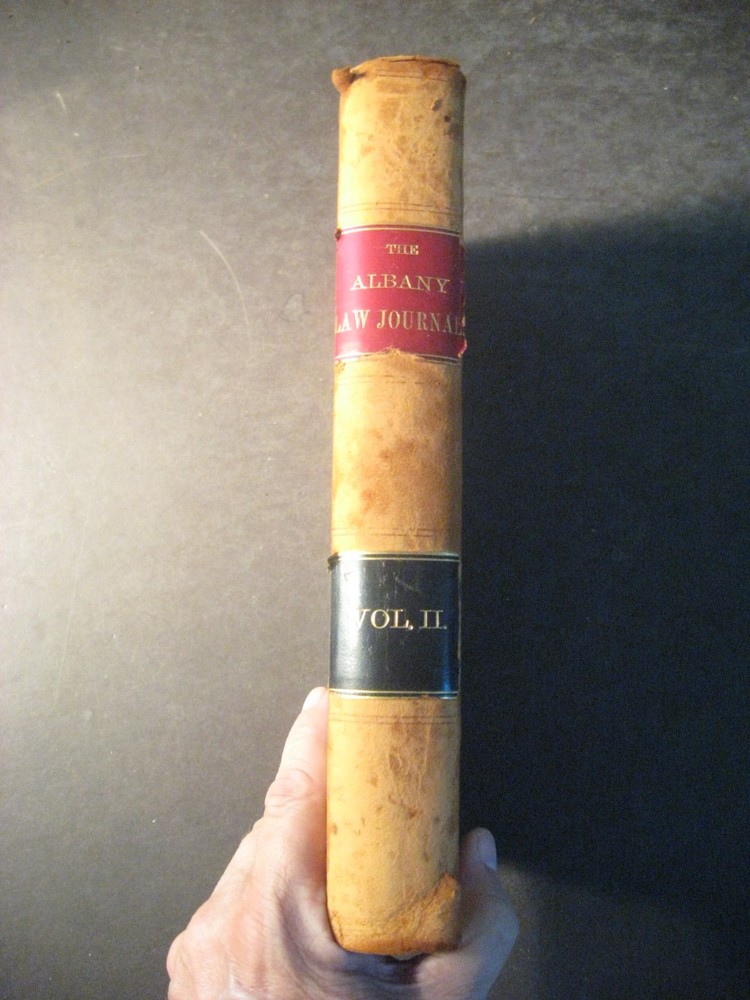 THE
ALBANY
LAW JOURNAL
VOL. II.